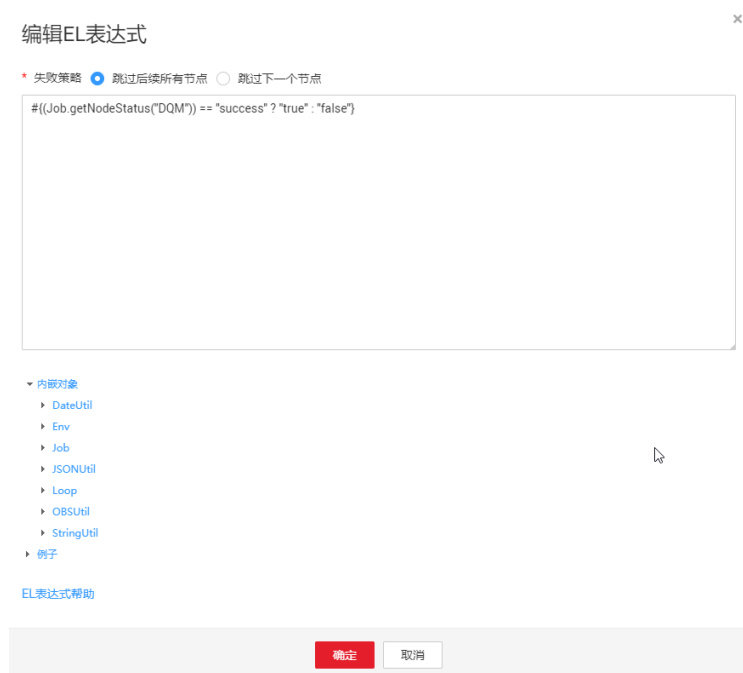 编辑EL表达式
* 失败策略 跳过后续所有节点 跳过下一个节点
#{(Job.getNodeStatus("DQM")) == "success" ? "true" : "false"}
内嵌对象
DateUtil
Env
Job
JSONUtil
Loop
OBSUtil
StringUtil
例子
EL表达式帮助
确定 取消